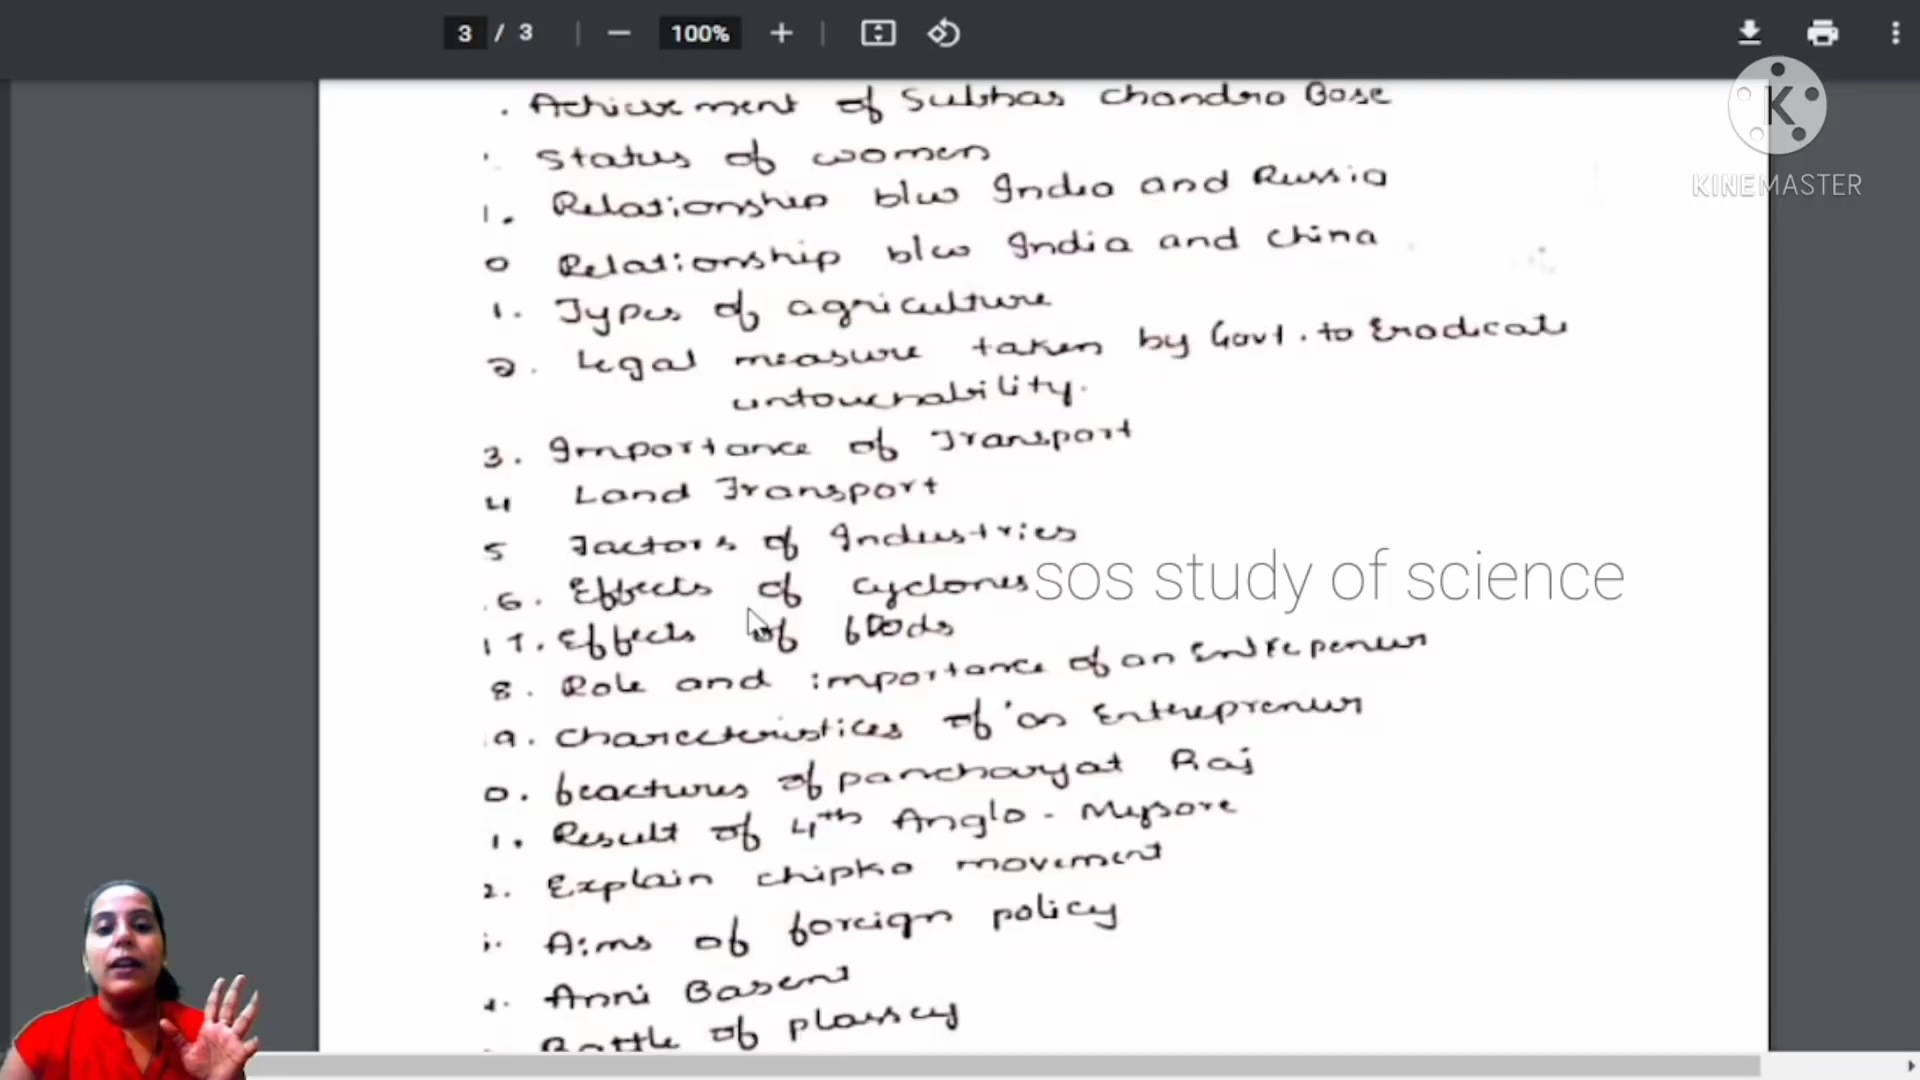 3 / 3 100%
. Achievement of Subhas chandra Bose
. Status of women
1. Relationship b/w India and Russia
0 Relationship b/w India and China
1. Types of agriculture
2. Legal measure taken by Govt. to Eradicate
untouchability.
3. Importance of Transport
4 Land Transport
5 Factors of Industries
6. Effects of cyclones
17. Effects of floods
8. Role and importance of an Entrepeneur
9. Charecteristices of an Entrepreneur
0. feactures of panchayat Raj
1. Result of 4th Anglo - Mysore
2. Explain chipko movement
. Aims of foreign policy
. Anni Basent
Battle of plassey
K
KINEMASTER
sos study of science